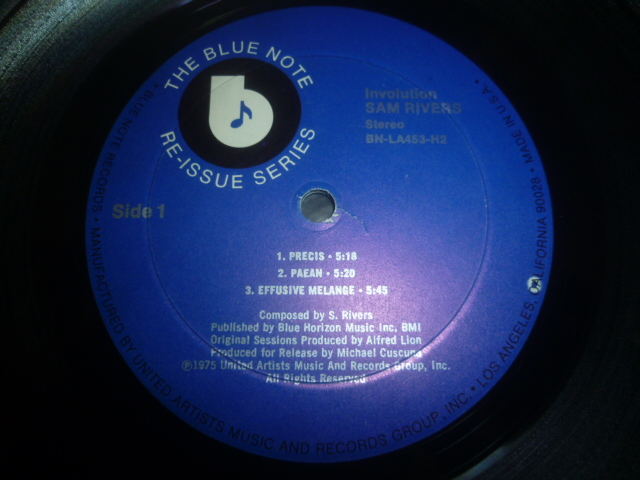 THE BLUE NOTE
RE-ISSUE SERIES
Involution
SAM RIVERS
Stereo
BN-LA453-H2
Side 1
1. PRECIS • 5:18
2. PAEAN • 5:20
3. EFFUSIVE MELANGE • 5:45
Composed by S. Rivers
Published by Blue Horizon Music Inc. BMI
Original Sessions Produced by Alfred Lion
Produced for Release by Michael Cuscuna
℗1975 United Artists Music And Records Group, Inc.
All Rights Reserved
• BLUE NOTE RECORDS • MANUFACTURED BY UNITED ARTISTS MUSIC AND RECORDS GROUP, INC. • LOS ANGELES, CALIFORNIA 90028 • MADE IN U.S.A. •